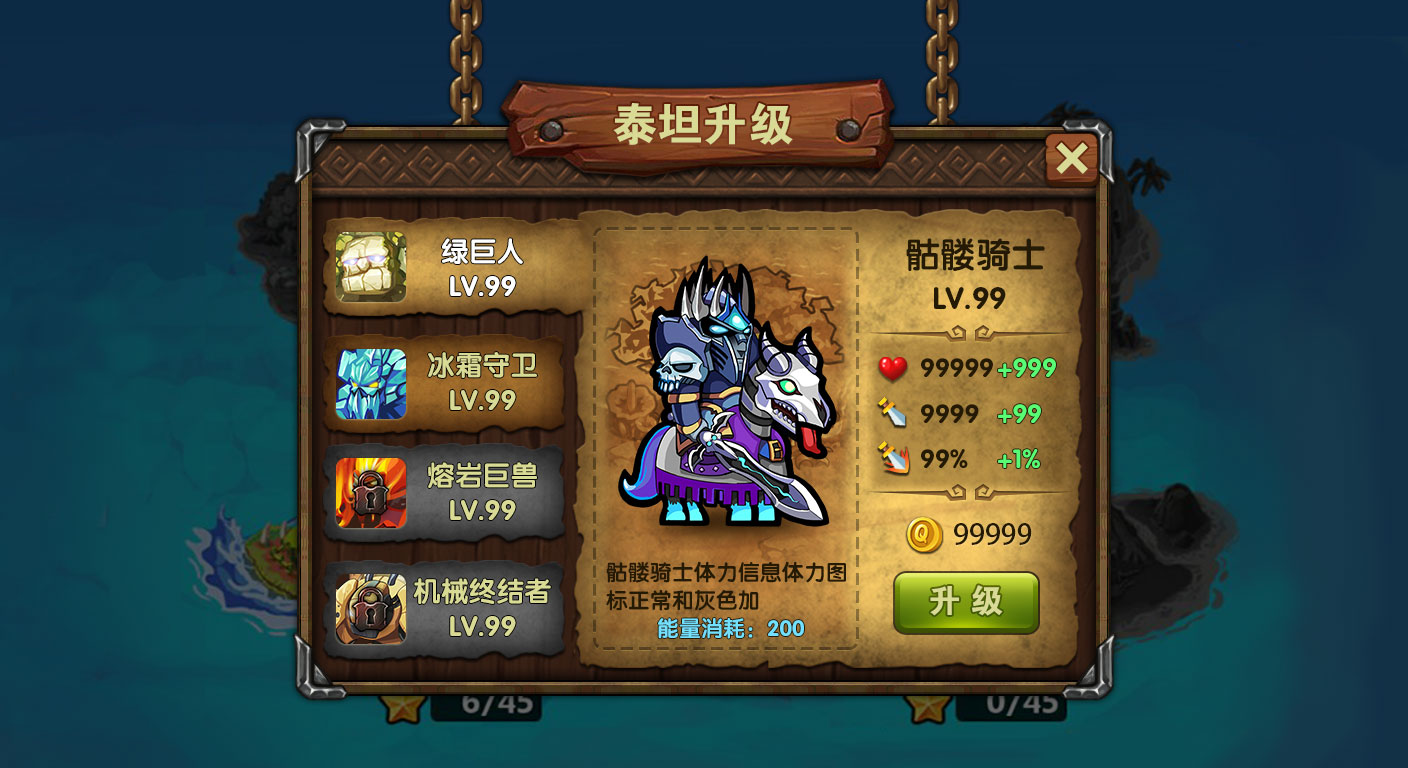 泰坦升级
绿巨人
LV.99
冰霜守卫
LV.99
熔岩巨兽
LV.99
机械终结者
LV.99
骷髅骑士体力信息体力图
标正常和灰色加
能量消耗：200
骷髅骑士
LV.99
99999 +999
9999 +99
99% +1%
99999
升级
6/45
0/45